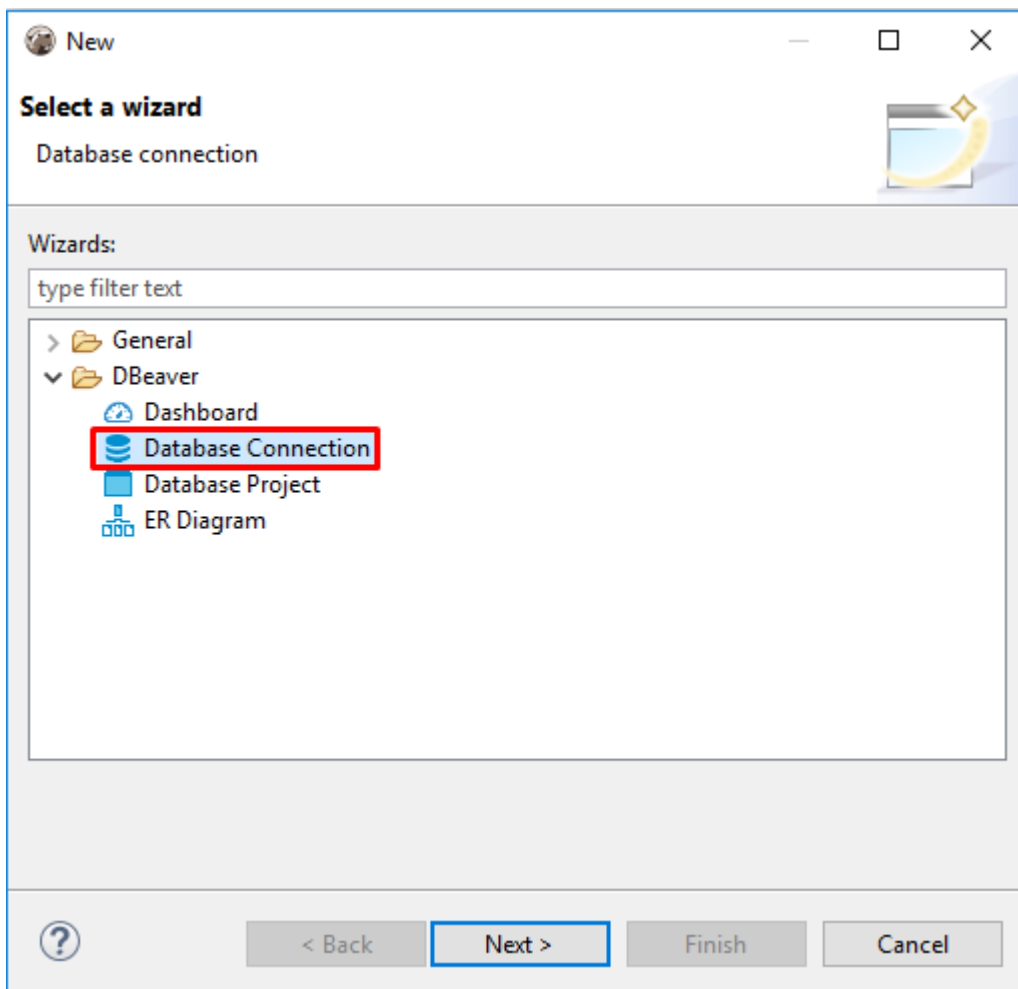 New
Select a wizard
Database connection
Wizards:
type filter text
General
DBeaver
Dashboard
Database Connection
Database Project
ER Diagram
? < Back Next > Finish Cancel